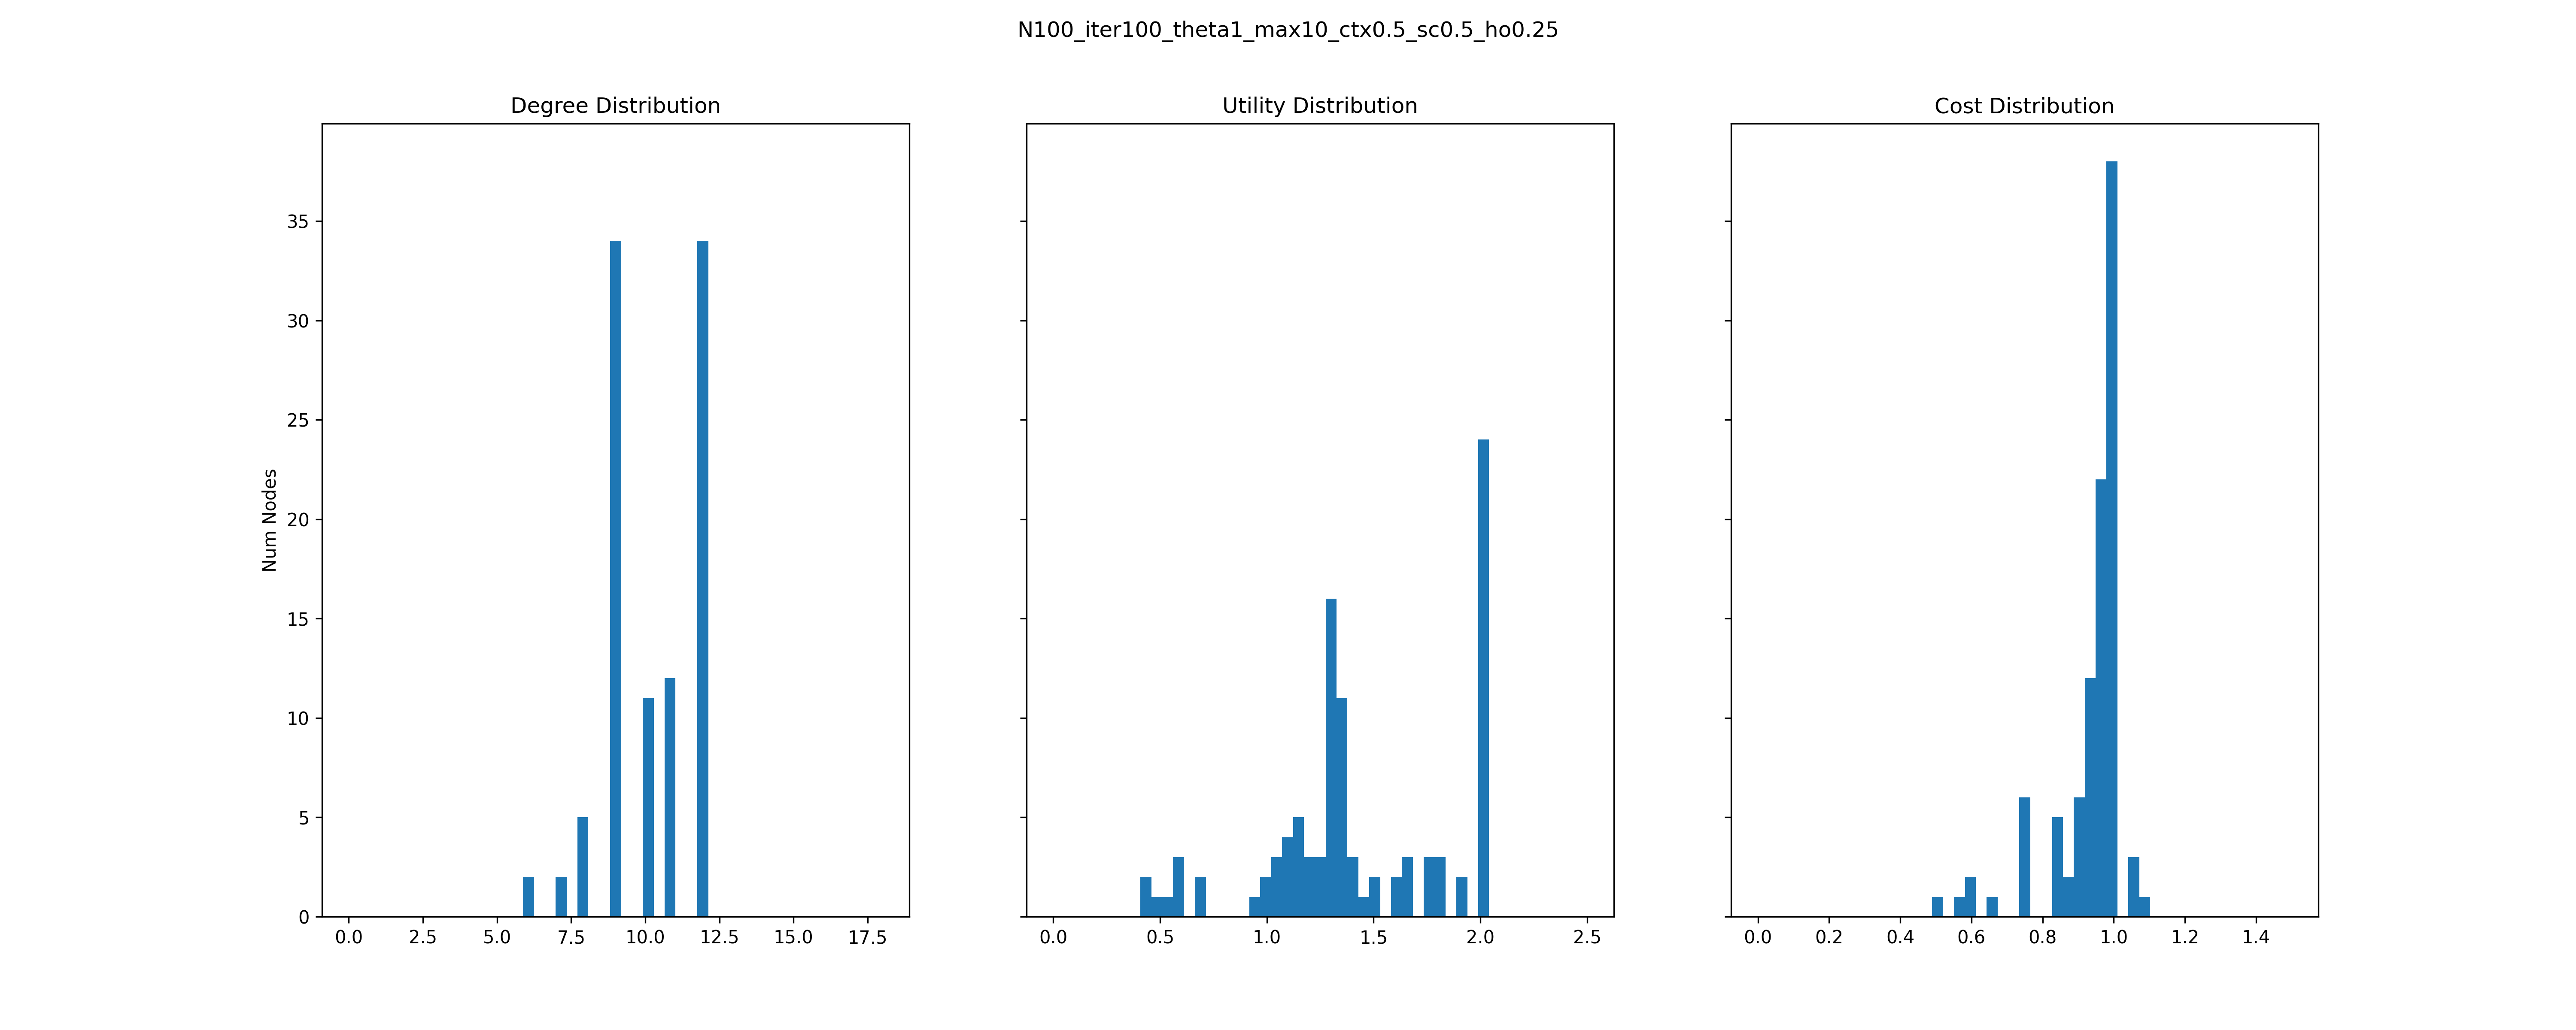 N100_iter100_theta1_max10_ctx0.5_sc0.5_ho0.25
Degree Distribution
Utility Distribution
Cost Distribution
Num Nodes
35
30
25
20
15
10
5
0
0.0 2.5 5.0 7.5 10.0 12.5 15.0 17.5
0.0 0.5 1.0 1.5 2.0 2.5
0.0 0.2 0.4 0.6 0.8 1.0 1.2 1.4